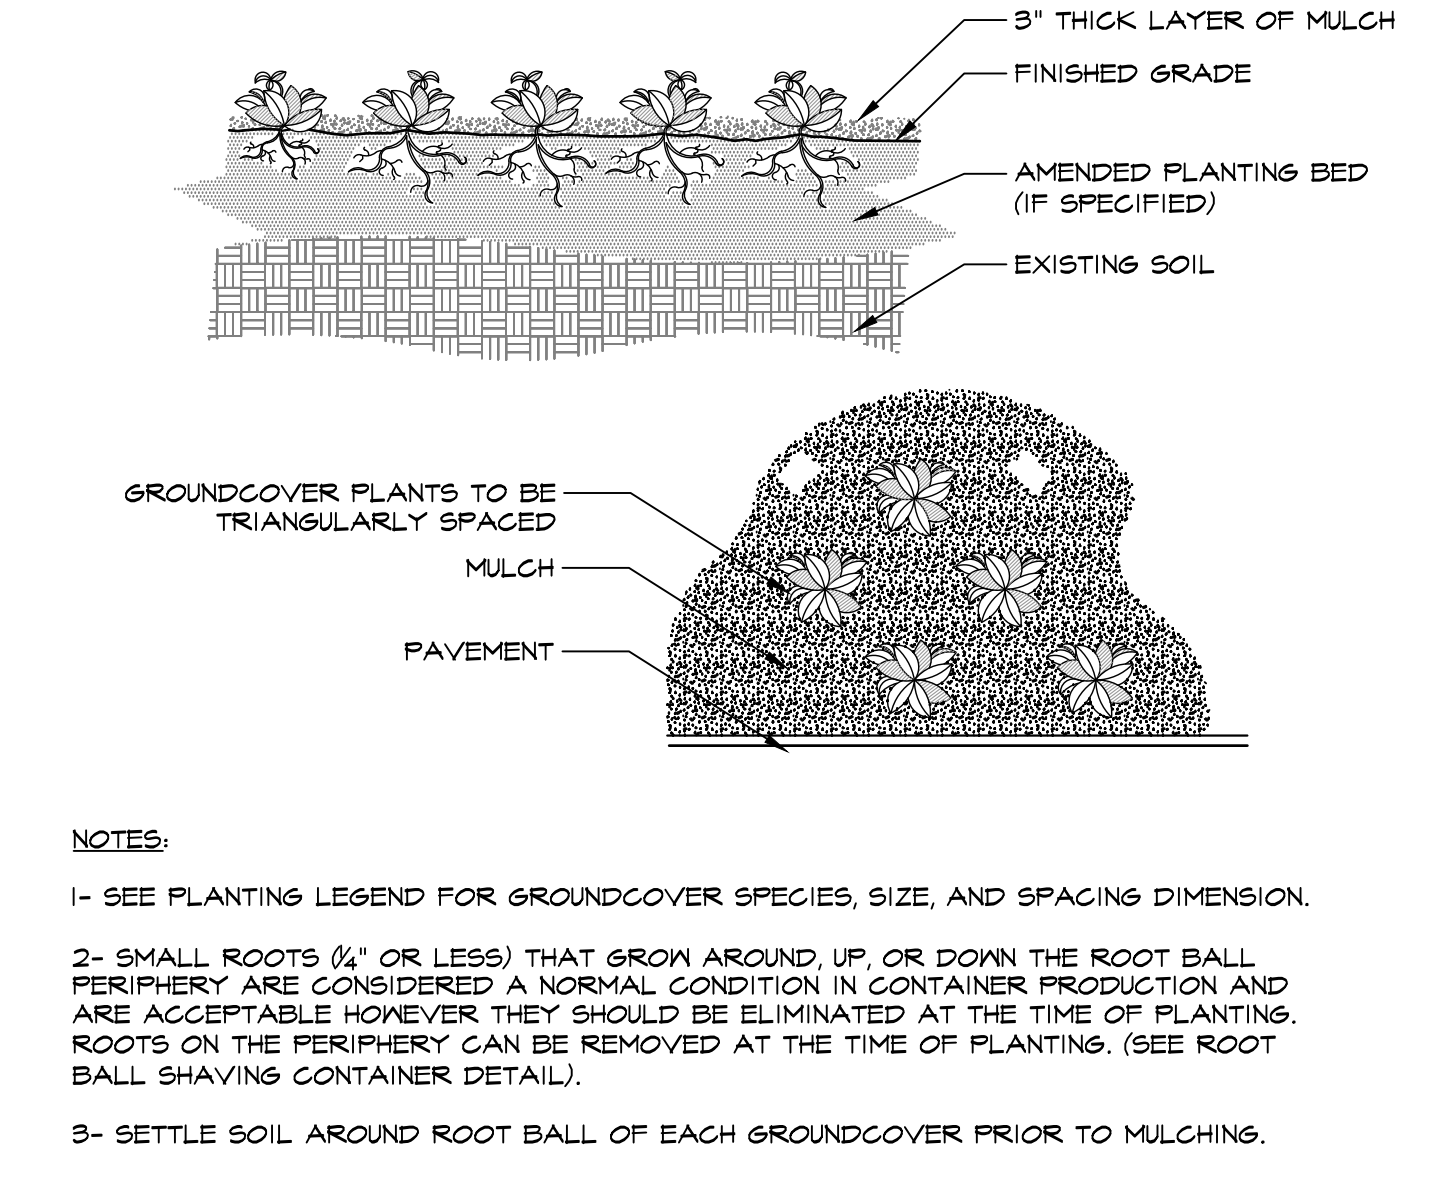 3" THICK LAYER OF MULCH
FINISHED GRADE
AMENDED PLANTING BED
(IF SPECIFIED)
EXISTING SOIL
GROUNDCOVER PLANTS TO BE
TRIANGULARLY SPACED
MULCH
PAVEMENT
NOTES:
1- SEE PLANTING LEGEND FOR GROUNDCOVER SPECIES, SIZE, AND SPACING DIMENSION.
2- SMALL ROOTS (¼" OR LESS) THAT GROW AROUND, UP, OR DOWN THE ROOT BALL
PERIPHERY ARE CONSIDERED A NORMAL CONDITION IN CONTAINER PRODUCTION AND
ARE ACCEPTABLE HOWEVER THEY SHOULD BE ELIMINATED AT THE TIME OF PLANTING.
ROOTS ON THE PERIPHERY CAN BE REMOVED AT THE TIME OF PLANTING. (SEE ROOT
BALL SHAVING CONTAINER DETAIL).
3- SETTLE SOIL AROUND ROOT BALL OF EACH GROUNDCOVER PRIOR TO MULCHING.